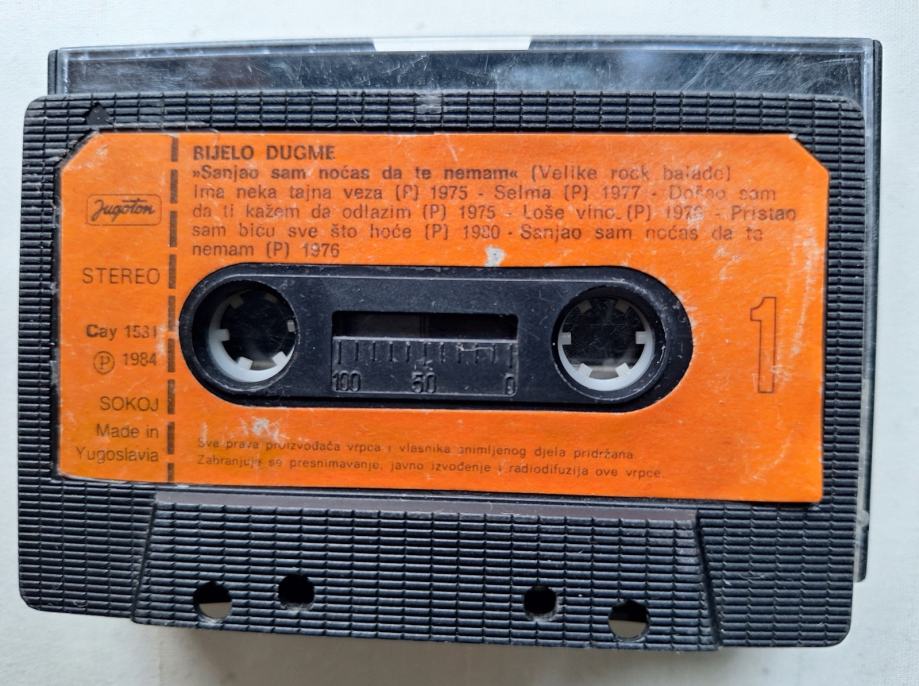 BIJELO DUGME
»Sanjao sam noćas da te nemam« (Velike rock balade)
Ima neka tajna veza (P) 1975 - Selma (P) 1977 - Došao sam
da ti kažem da odlazim (P) 1975 - Loše vino (P) - Pristao
sam biću sve što hoće (P) 1980 - Sanjao sam noćas da te
nemam (P) 1976
Jugoton
STEREO
Cay 1531
℗ 1984
SOKOJ
Made in
Yugoslavia
100 50 0
1
Sva prava proizvođača vrpca i vlasnika snimljenog djela pridržana
Zabranjuje se presnimavanje, javno izvođenje i radiodifuzija ove vrpce.